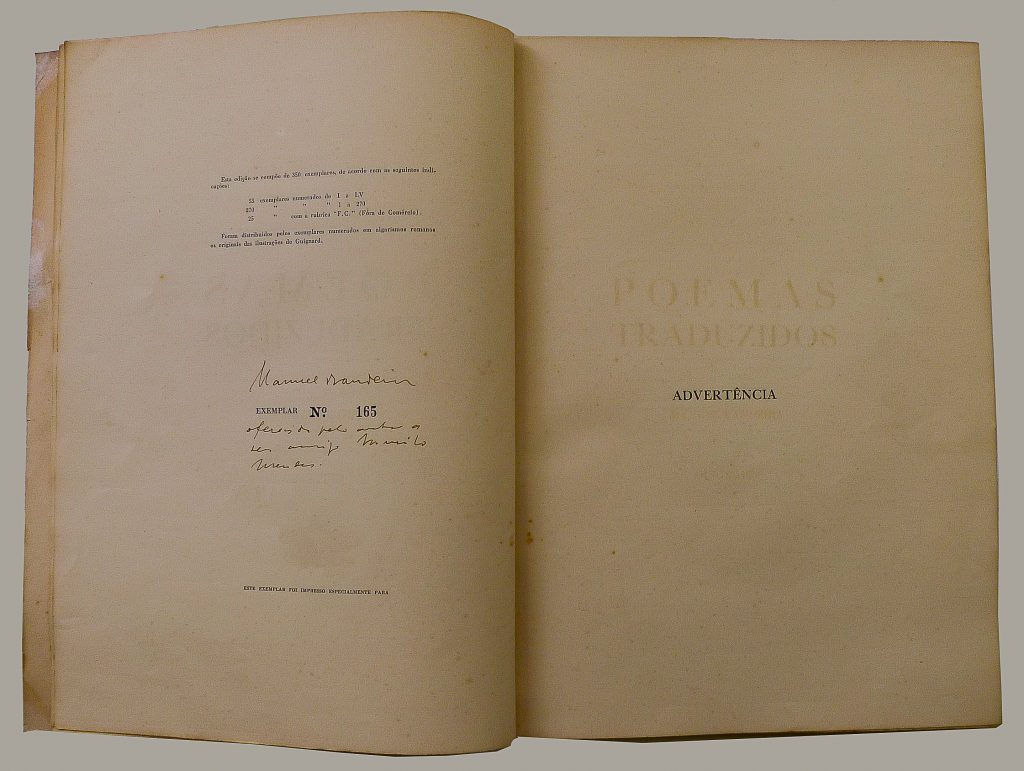 Esta edição se compõe de 350 exemplares, de acordo com as seguintes indi-
cações:
55 exemplares numerados de I a LV
270 " " " 1 a 270
25 " com a rubrica "F.C." (Fóra de Comércio).
Foram distribuídos pelos exemplares numerados em algarismos romanos
os originais das ilustrações de Guignard.
Manuel Bandeira
EXEMPLAR Nº 165
oferecido pelo autor ao
seu amigo Murilo
Mendes.
ESTE EXEMPLAR FOI IMPRESSO ESPECIALMENTE PARA
POEMAS
TRADUZIDOS
ADVERTÊNCIA